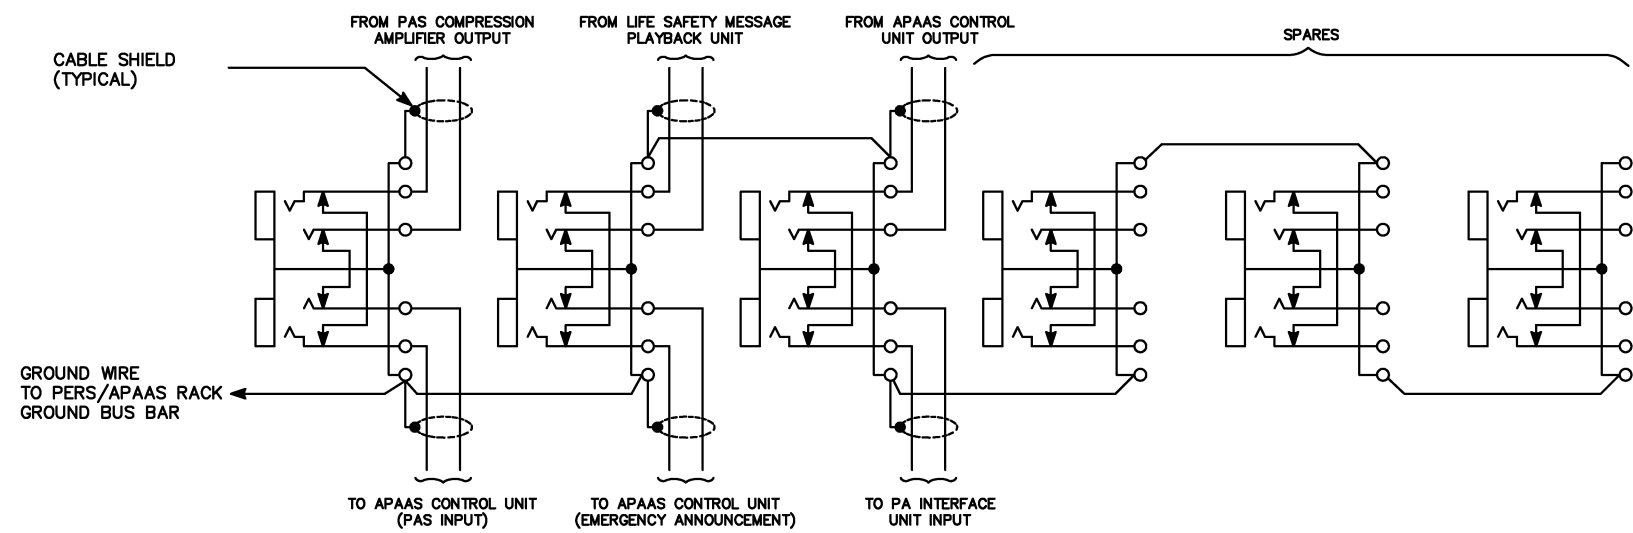 FROM PAS COMPRESSION
AMPLIFIER OUTPUT
FROM LIFE SAFETY MESSAGE
PLAYBACK UNIT
FROM APAAS CONTROL
UNIT OUTPUT
SPARES
CABLE SHIELD
(TYPICAL)
GROUND WIRE
TO PERS/APAAS RACK
GROUND BUS BAR
TO APAAS CONTROL UNIT
(PAS INPUT)
TO APAAS CONTROL UNIT
(EMERGENCY ANNOUNCEMENT)
TO PA INTERFACE
UNIT INPUT